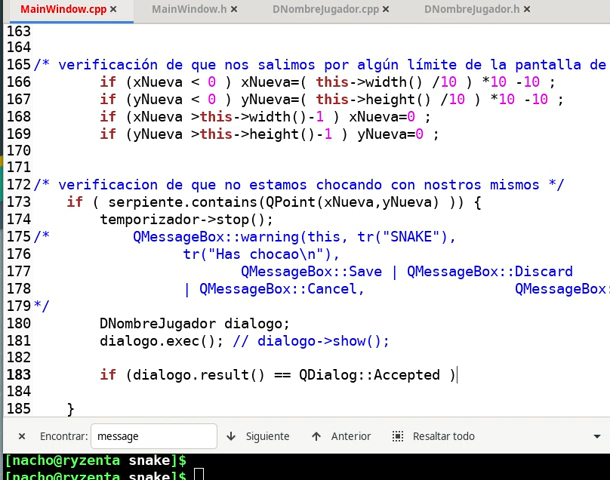 MainWindow.cpp × MainWindow.h × DNombreJugador.cpp × DNombreJugador.h ×
163
164
165 /* verificación de que nos salimos por algún límite de la pantalla de
166 if (xNueva < 0 ) xNueva=( this->width() /10 ) *10 -10 ;
167 if (yNueva < 0 ) yNueva=( this->height() /10 ) *10 -10 ;
168 if (xNueva >this->width()-1 ) xNueva=0 ;
169 if (yNueva >this->height()-1 ) yNueva=0 ;
170
171
172 /* verificacion de que no estamos chocando con nostros mismos */
173 if ( serpiente.contains(QPoint(xNueva,yNueva) )) {
174 temporizador->stop();
175 /* QMessageBox::warning(this, tr("SNAKE"),
176 tr("Has chocao\n"),
177 QMessageBox::Save | QMessageBox::Discard
178 | QMessageBox::Cancel, QMessageBox:
179 */
180 DNombreJugador dialogo;
181 dialogo.exec(); // dialogo->show();
182
183 if (dialogo.result() == QDialog::Accepted )
184
185 }
× Encontrar: message Siguiente Anterior Resaltar todo
[nacho@ryzenta snake]$
[nacho@ryzenta snake]$